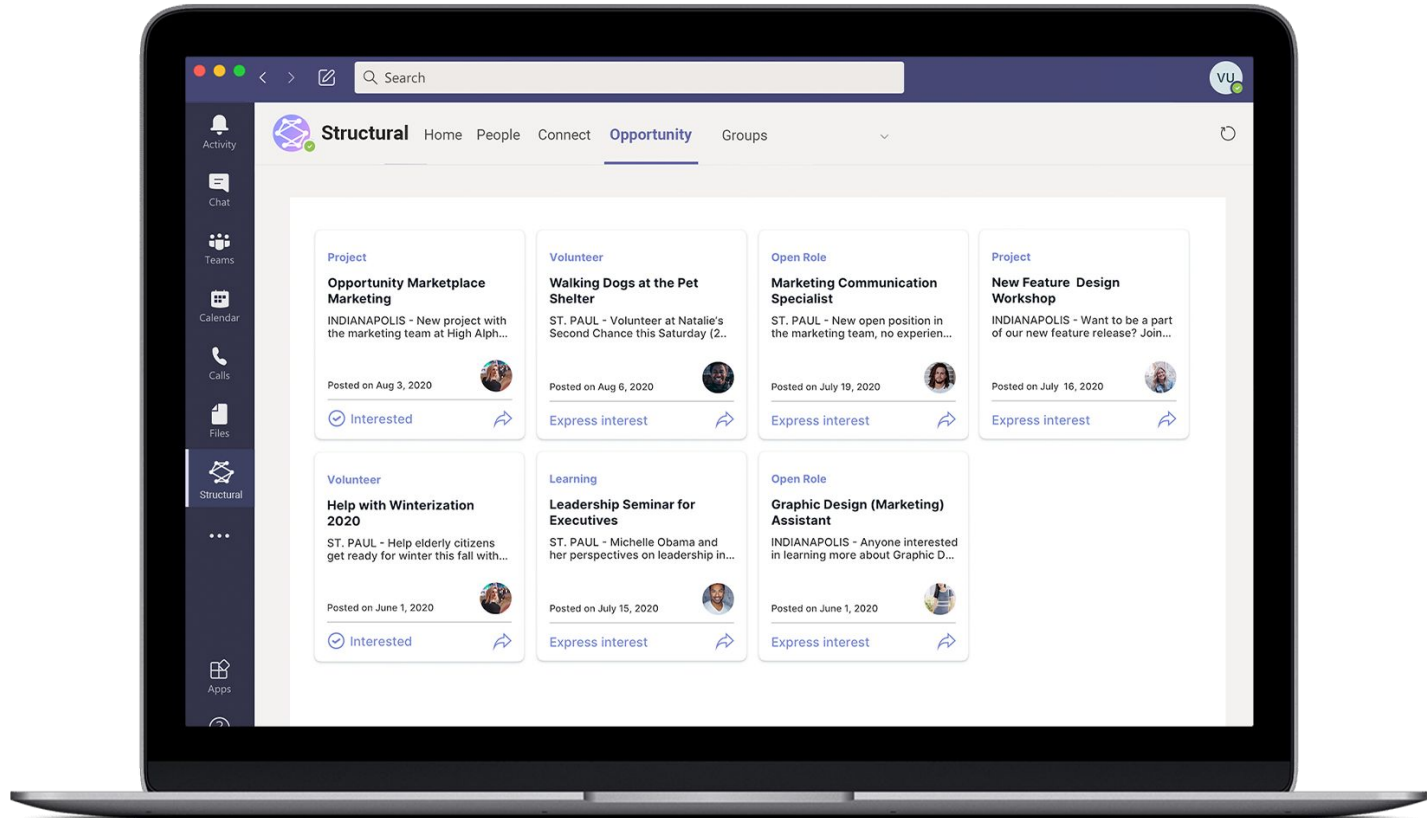 Search
VU
Activity
Chat
Teams
Calendar
Calls
Files
Structural
Apps
Structural Home People Connect Opportunity Groups
Project
Opportunity Marketplace
Marketing
INDIANAPOLIS - New project with
the marketing team at High Alph...
Posted on Aug 3, 2020
Interested
Volunteer
Walking Dogs at the Pet
Shelter
ST. PAUL - Volunteer at Natalie's
Second Chance this Saturday (2..
Posted on Aug 6, 2020
Express interest
Open Role
Marketing Communication
Specialist
ST. PAUL - New open position in
the marketing team, no experien...
Posted on July 19, 2020
Express interest
Project
New Feature Design
Workshop
INDIANAPOLIS - Want to be a part
of our new feature release? Join...
Posted on July 16, 2020
Express interest
Volunteer
Help with Winterization
2020
ST. PAUL - Help elderly citizens
get ready for winter this fall with...
Posted on June 1, 2020
Interested
Learning
Leadership Seminar for
Executives
ST. PAUL - Michelle Obama and
her perspectives on leadership in...
Posted on July 15, 2020
Express interest
Open Role
Graphic Design (Marketing)
Assistant
INDIANAPOLIS - Anyone interested
in learning more about Graphic D...
Posted on June 1, 2020
Express interest